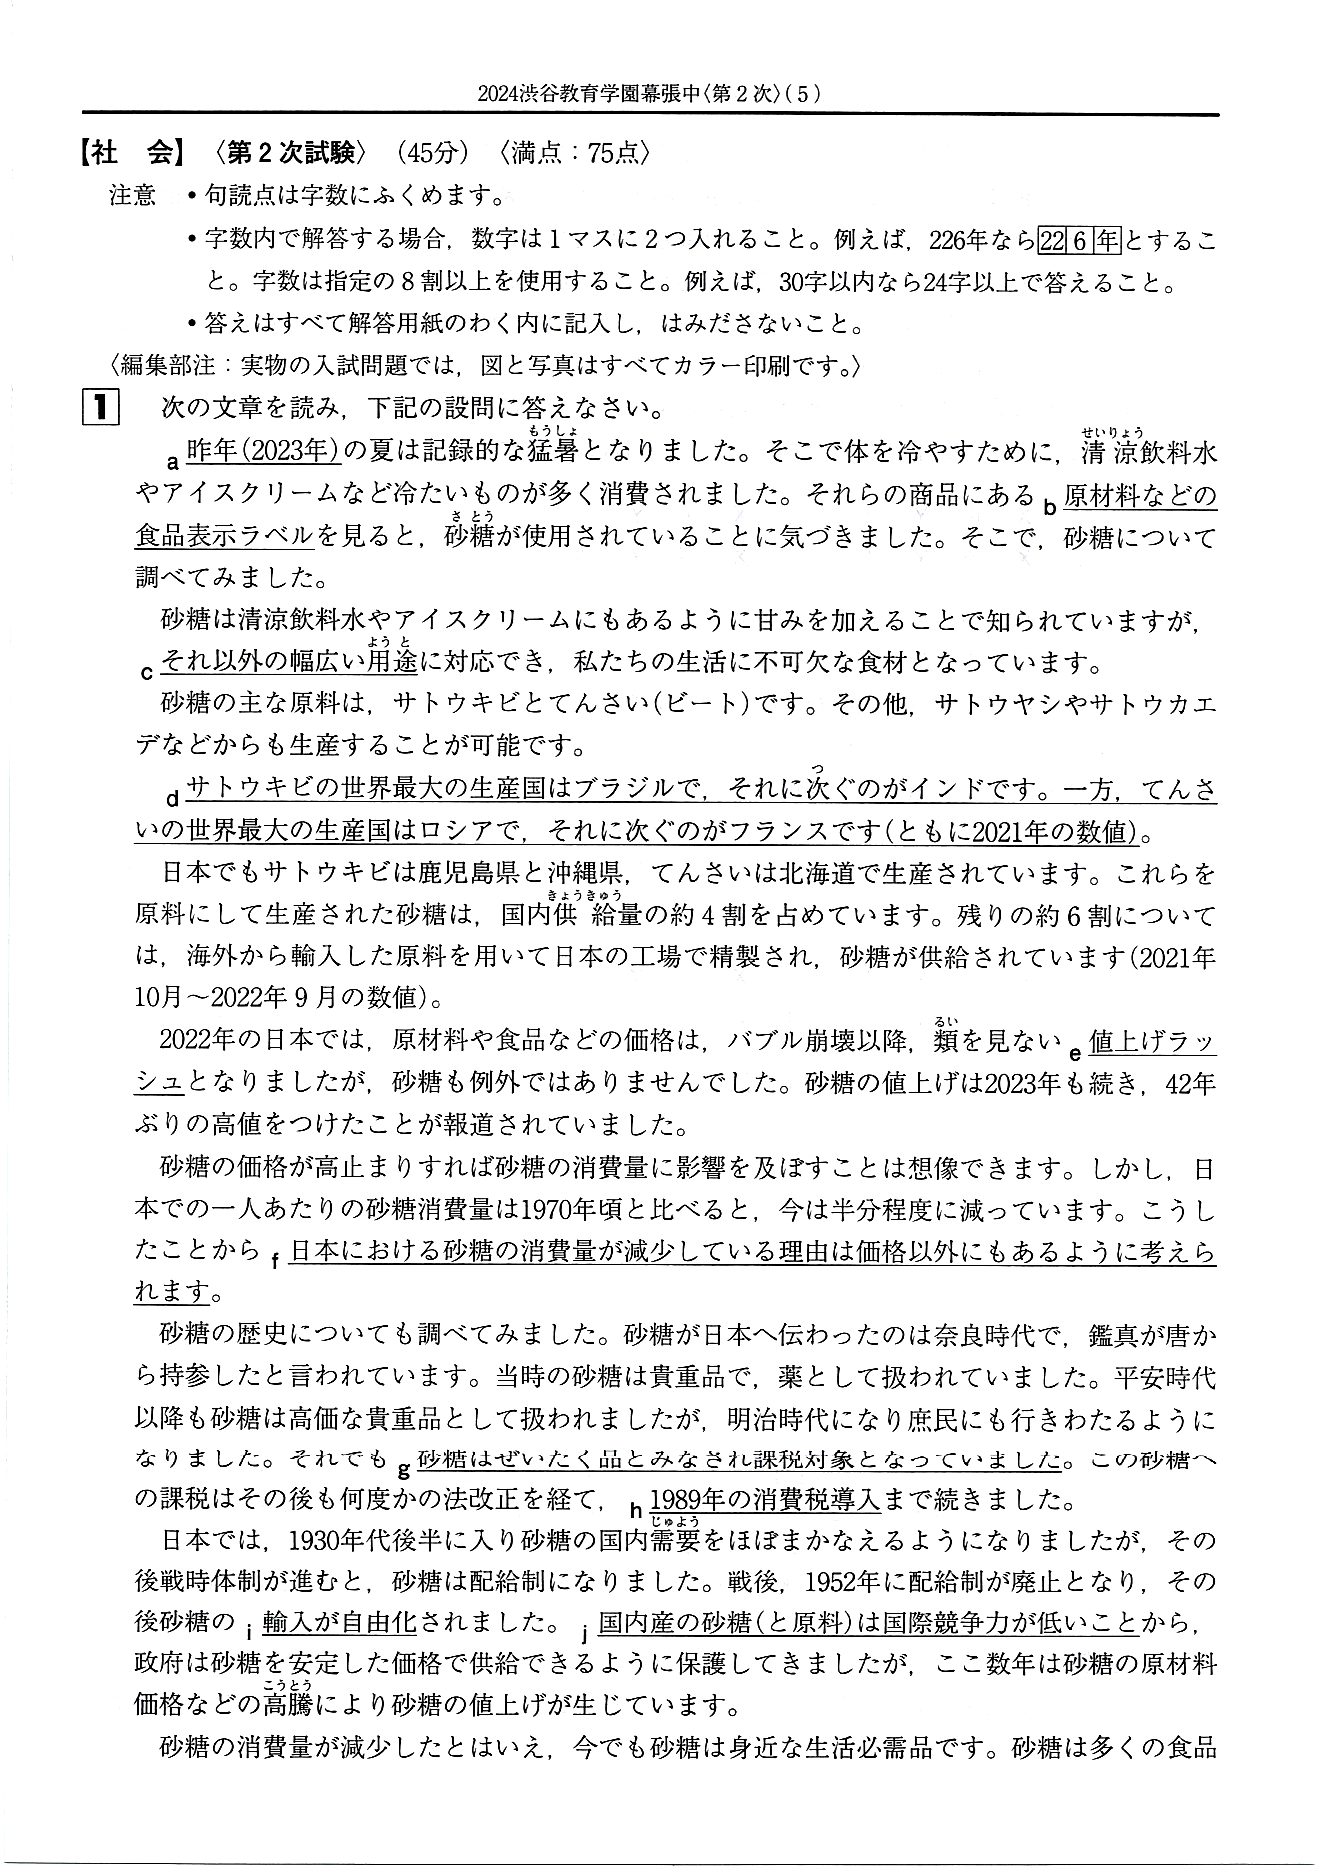 2024渋谷教育学園幕張中〈第2次〉(5)
【社　会】〈第2次試験〉(45分)〈満点：75点〉
注意　・句読点は字数にふくめます。
・字数内で解答する場合，数字は1マスに2つ入れること。例えば，226年なら22 6 年とするこ
と。字数は指定の8割以上を使用すること。例えば，30字以内なら24字以上で答えること。
・答えはすべて解答用紙のわく内に記入し，はみださないこと。
〈編集部注：実物の入試問題では，図と写真はすべてカラー印刷です。〉
1　次の文章を読み，下記の設問に答えなさい。
もうしょ　せいりょう
a 昨年(2023年)の夏は記録的な猛暑となりました。そこで体を冷やすために，清涼飲料水
やアイスクリームなど冷たいものが多く消費されました。それらの商品にある b 原材料などの
さとう
食品表示ラベルを見ると，砂糖が使用されていることに気づきました。そこで，砂糖について
調べてみました。
砂糖は清涼飲料水やアイスクリームにもあるように甘みを加えることで知られていますが，
ようと
c それ以外の幅広い用途に対応でき，私たちの生活に不可欠な食材となっています。
砂糖の主な原料は，サトウキビとてんさい(ビート)です。その他，サトウヤシやサトウカエ
デなどからも生産することが可能です。
つ
d サトウキビの世界最大の生産国はブラジルで，それに次ぐのがインドです。一方，てんさ
いの世界最大の生産国はロシアで，それに次ぐのがフランスです(ともに2021年の数値)。
日本でもサトウキビは鹿児島県と沖縄県，てんさいは北海道で生産されています。これらを
きょうきゅう
原料にして生産された砂糖は，国内供給量の約4割を占めています。残りの約6割について
は，海外から輸入した原料を用いて日本の工場で精製され，砂糖が供給されています(2021年
10月～2022年9月の数値)。
るい
2022年の日本では，原材料や食品などの価格は，バブル崩壊以降，類を見ない e 値上げラッ
シュとなりましたが，砂糖も例外ではありませんでした。砂糖の値上げは2023年も続き，42年
ぶりの高値をつけたことが報道されていました。
砂糖の価格が高止まりすれば砂糖の消費量に影響を及ぼすことは想像できます。しかし，日
本での一人あたりの砂糖消費量は1970年頃と比べると，今は半分程度に減っています。こうし
たことから f 日本における砂糖の消費量が減少している理由は価格以外にもあるように考えら
れます。
砂糖の歴史についても調べてみました。砂糖が日本へ伝わったのは奈良時代で，鑑真が唐か
ら持参したと言われています。当時の砂糖は貴重品で，薬として扱われていました。平安時代
以降も砂糖は高価な貴重品として扱われましたが，明治時代になり庶民にも行きわたるように
なりました。それでも g 砂糖はぜいたく品とみなされ課税対象となっていました。この砂糖へ
の課税はその後も何度かの法改正を経て， h 1989年の消費税導入まで続きました。
じゅよう
日本では，1930年代後半に入り砂糖の国内需要をほぼまかなえるようになりましたが，その
後戦時体制が進むと，砂糖は配給制になりました。戦後，1952年に配給制が廃止となり，その
後砂糖の i 輸入が自由化されました。 j 国内産の砂糖(と原料)は国際競争力が低いことから，
政府は砂糖を安定した価格で供給できるように保護してきましたが，ここ数年は砂糖の原材料
こうとう
価格などの高騰により砂糖の値上げが生じています。
砂糖の消費量が減少したとはいえ，今でも砂糖は身近な生活必需品です。砂糖は多くの食品